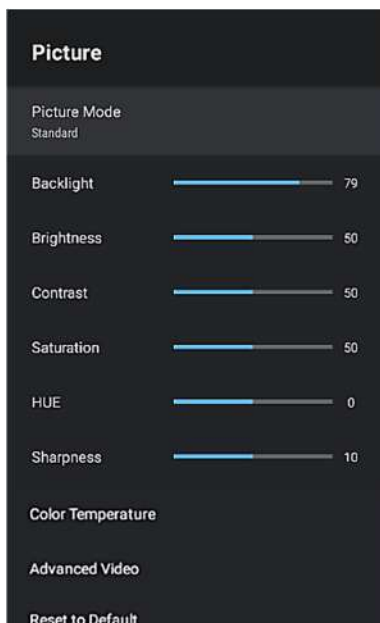 Picture
Picture Mode
Standard
Backlight 79
Brightness 50
Contrast 50
Saturation 50
HUE 0
Sharpness 10
Color Temperature
Advanced Video
Reset to Default